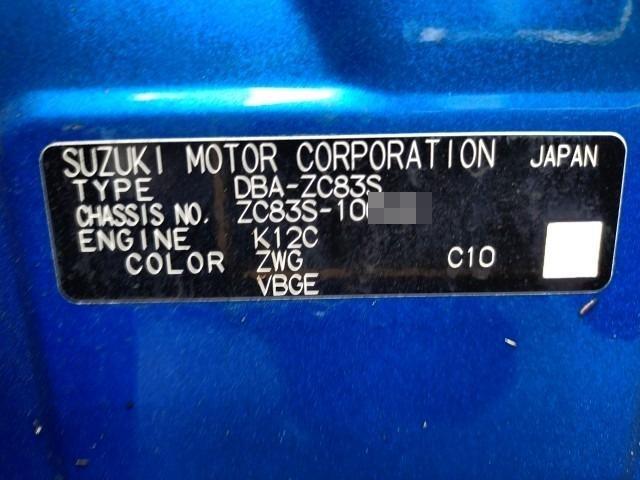 SUZUKI MOTOR CORPORATION JAPAN
TYPE DBA-ZC83S
CHASSIS NO. ZC83S-10
ENGINE K12C
COLOR ZWG C10
VBGE